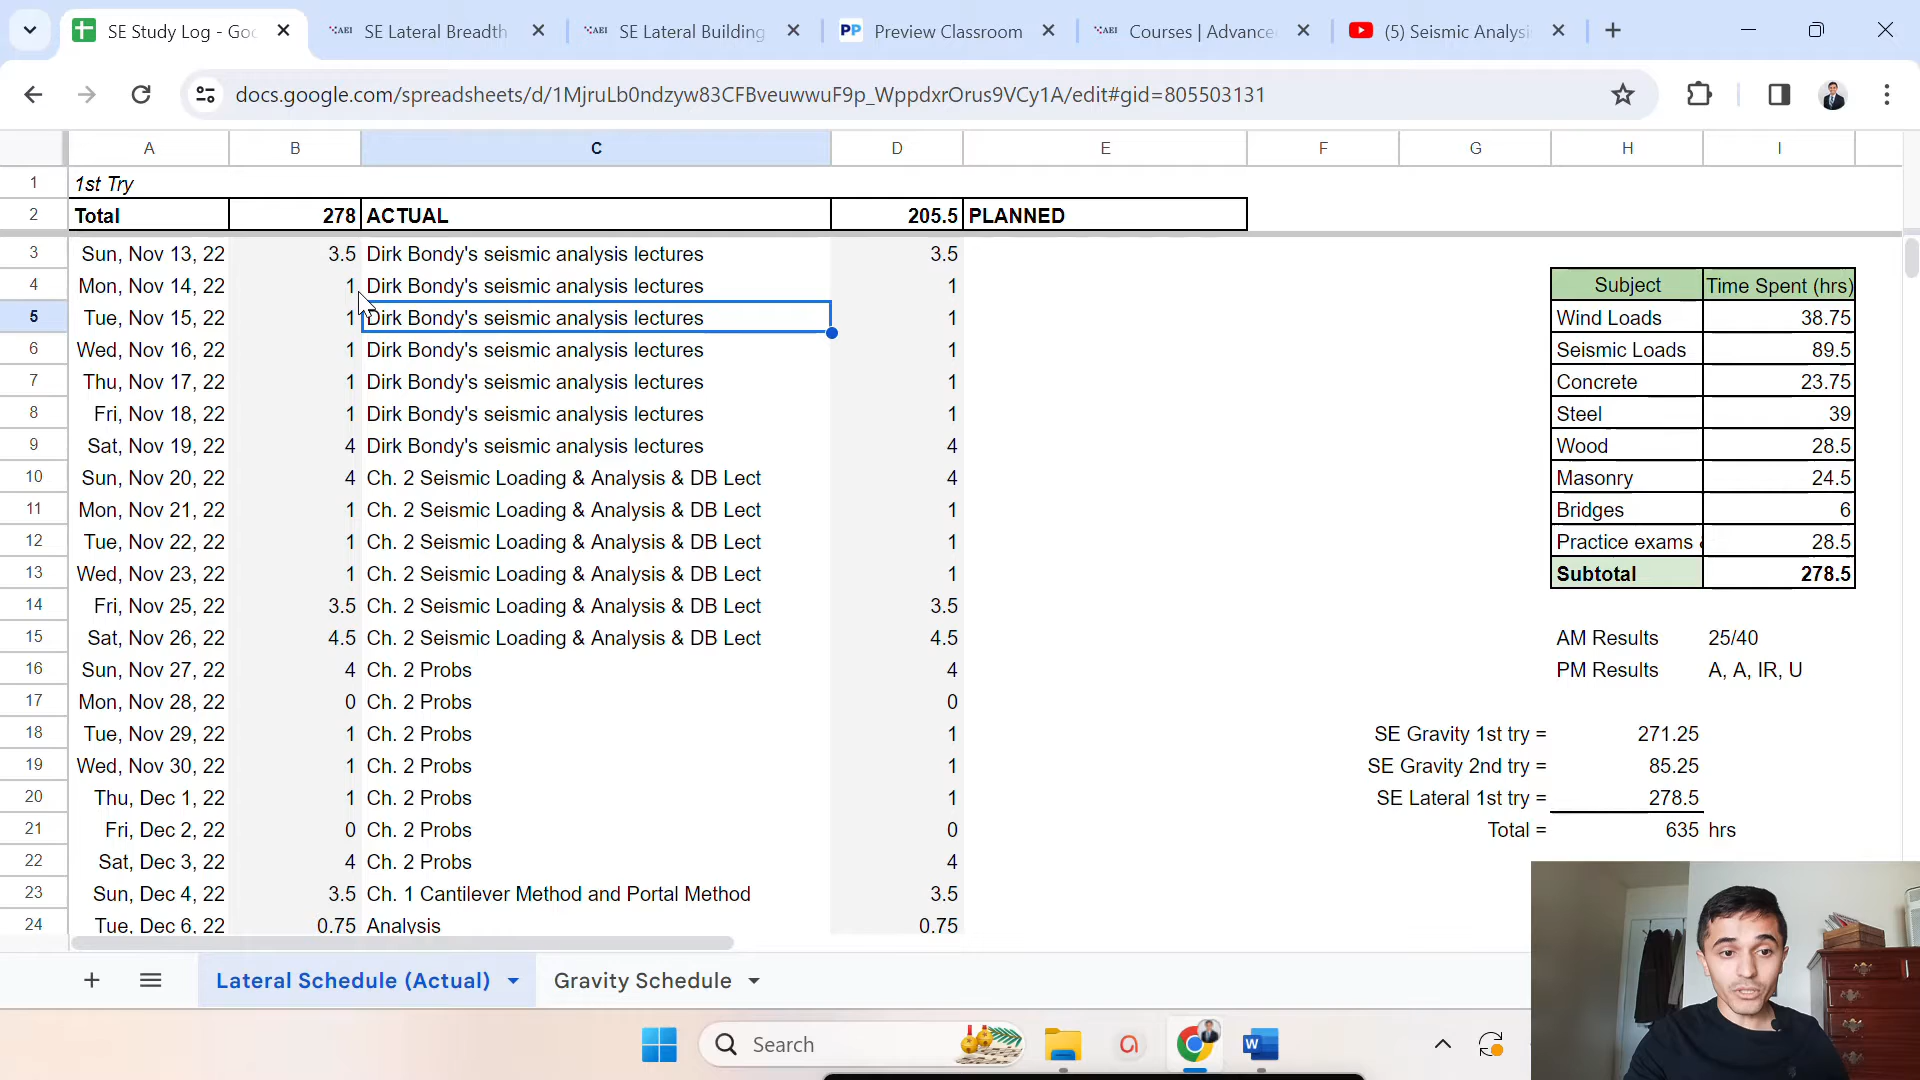 SE Study Log - Goo
AEI SE Lateral Breadth
AEI SE Lateral Building
PP Preview Classroom
AEI Courses | Advance
(5) Seismic Analysi
docs.google.com/spreadsheets/d/1MjruLb0ndzyw83CFBveuwwuF9p_WppdxrOrus9VCy1A/edit#gid=805503131
A B C D E F G H I
1 1st Try
2 Total 278 ACTUAL 205.5 PLANNED
3 Sun, Nov 13, 22 3.5 Dirk Bondy's seismic analysis lectures 3.5
4 Mon, Nov 14, 22 1 Dirk Bondy's seismic analysis lectures 1 Subject Time Spent (hrs)
5 Tue, Nov 15, 22 1 Dirk Bondy's seismic analysis lectures 1 Wind Loads 38.75
6 Wed, Nov 16, 22 1 Dirk Bondy's seismic analysis lectures 1 Seismic Loads 89.5
7 Thu, Nov 17, 22 1 Dirk Bondy's seismic analysis lectures 1 Concrete 23.75
8 Fri, Nov 18, 22 1 Dirk Bondy's seismic analysis lectures 1 Steel 39
9 Sat, Nov 19, 22 4 Dirk Bondy's seismic analysis lectures 4 Wood 28.5
10 Sun, Nov 20, 22 4 Ch. 2 Seismic Loading & Analysis & DB Lect 4 Masonry 24.5
11 Mon, Nov 21, 22 1 Ch. 2 Seismic Loading & Analysis & DB Lect 1 Bridges 6
12 Tue, Nov 22, 22 1 Ch. 2 Seismic Loading & Analysis & DB Lect 1 Practice exams 28.5
13 Wed, Nov 23, 22 1 Ch. 2 Seismic Loading & Analysis & DB Lect 1 Subtotal 278.5
14 Fri, Nov 25, 22 3.5 Ch. 2 Seismic Loading & Analysis & DB Lect 3.5
15 Sat, Nov 26, 22 4.5 Ch. 2 Seismic Loading & Analysis & DB Lect 4.5 AM Results 25/40
16 Sun, Nov 27, 22 4 Ch. 2 Probs 4 PM Results A, A, IR, U
17 Mon, Nov 28, 22 0 Ch. 2 Probs 0
18 Tue, Nov 29, 22 1 Ch. 2 Probs 1 SE Gravity 1st try = 271.25
19 Wed, Nov 30, 22 1 Ch. 2 Probs 1 SE Gravity 2nd try = 85.25
20 Thu, Dec 1, 22 1 Ch. 2 Probs 1 SE Lateral 1st try = 278.5
21 Fri, Dec 2, 22 0 Ch. 2 Probs 0 Total = 635 hrs
22 Sat, Dec 3, 22 4 Ch. 2 Probs 4
23 Sun, Dec 4, 22 3.5 Ch. 1 Cantilever Method and Portal Method 3.5
24 Tue, Dec 6, 22 0.75 Analysis 0.75
Lateral Schedule (Actual) Gravity Schedule
Search
W